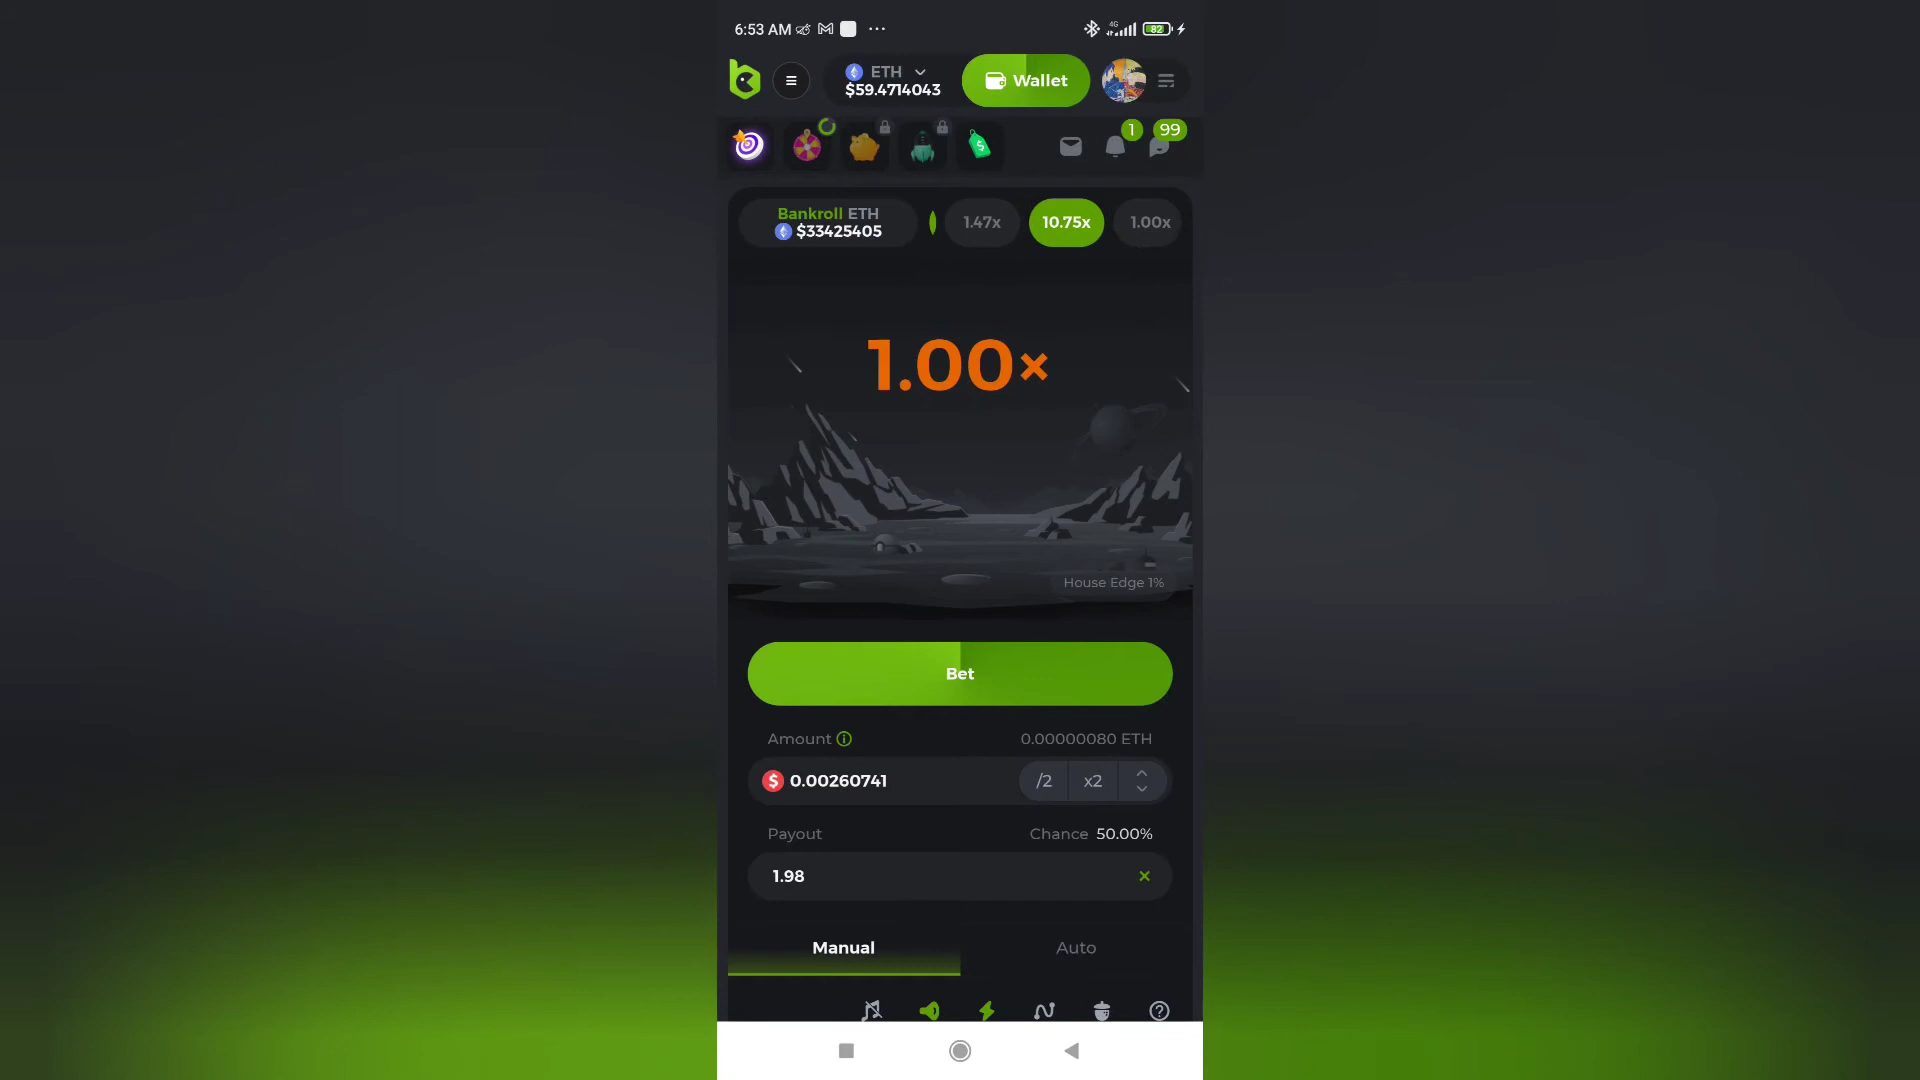 6:53 AM
4G
82
ETH
$59.4714043
Wallet
1
99
Bankroll ETH
$33425405
1.47x
10.75x
1.00x
1.00×
House Edge 1%
Bet
Amount
0.00000080 ETH
$ 0.00260741
/2
x2
Payout
Chance 50.00%
1.98
×
Manual
Auto